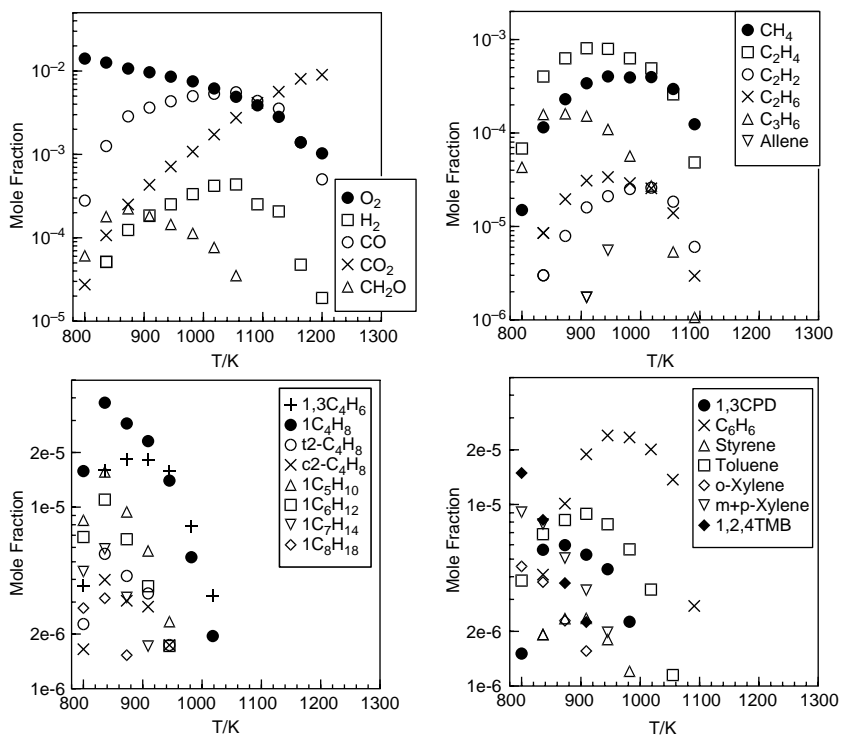 10⁻²
10⁻³
10⁻⁴
10⁻⁵
Mole Fraction
800 900 1000 1100 1200 1300
T/K
O₂
H₂
CO
CO₂
CH₂O
10⁻³
10⁻⁴
10⁻⁵
10⁻⁶
Mole Fraction
800 900 1000 1100 1200 1300
T/K
CH₄
C₂H₄
C₂H₂
C₂H₆
C₃H₆
Allene
2e-5
1e-5
2e-6
1e-6
Mole Fraction
800 900 1000 1100 1200 1300
T/K
1,3C₄H₆
1C₄H₈
t2-C₄H₈
c2-C₄H₈
1C₅H₁₀
1C₆H₁₂
1C₇H₁₄
1C₈H₁₈
2e-5
1e-5
2e-6
1e-6
Mole Fraction
800 900 1000 1100 1200 1300
T/K
1,3CPD
C₆H₆
Styrene
Toluene
o-Xylene
m+p-Xylene
1,2,4TMB